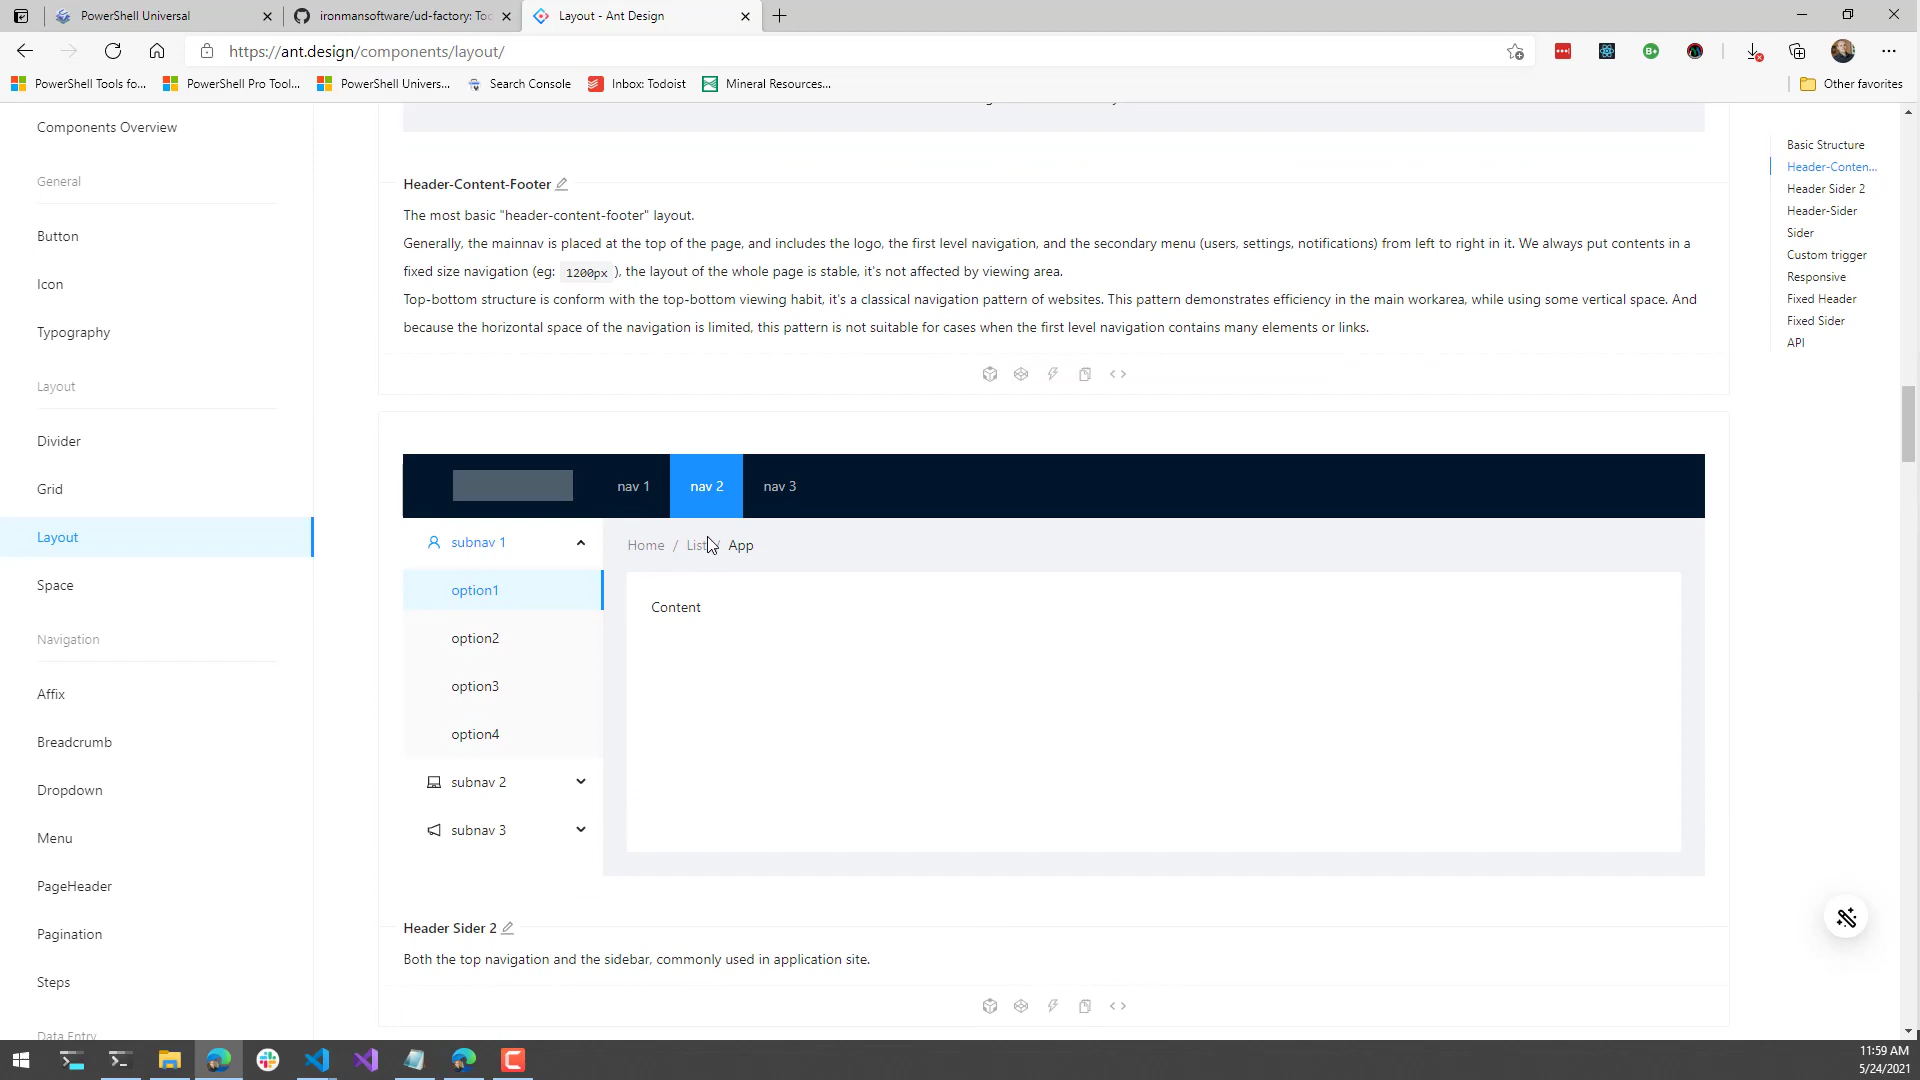 PowerShell Universal
ironmansoftware/ud-factory: Too
Layout - Ant Design
https://ant.design/components/layout/
PowerShell Tools fo...
PowerShell Pro Tool...
PowerShell Univers...
Search Console
Inbox: Todoist
Mineral Resources...
Other favorites
Components Overview
General
Button
Icon
Typography
Layout
Divider
Grid
Layout
Space
Navigation
Affix
Breadcrumb
Dropdown
Menu
PageHeader
Pagination
Steps
Data Entry
Header-Content-Footer
The most basic "header-content-footer" layout.
Generally, the mainnav is placed at the top of the page, and includes the logo, the first level navigation, and the secondary menu (users, settings, notifications) from left to right in it. We always put contents in a
fixed size navigation (eg: 1200px ), the layout of the whole page is stable, it's not affected by viewing area.
Top-bottom structure is conform with the top-bottom viewing habit, it's a classical navigation pattern of websites. This pattern demonstrates efficiency in the main workarea, while using some vertical space. And
because the horizontal space of the navigation is limited, this pattern is not suitable for cases when the first level navigation contains many elements or links.
nav 1
nav 2
nav 3
subnav 1
option1
option2
option3
option4
subnav 2
subnav 3
Home / List / App
Content
Header Sider 2
Both the top navigation and the sidebar, commonly used in application site.
Basic Structure
Header-Conten...
Header Sider 2
Header-Sider
Sider
Custom trigger
Responsive
Fixed Header
Fixed Sider
API
11:59 AM
5/24/2021